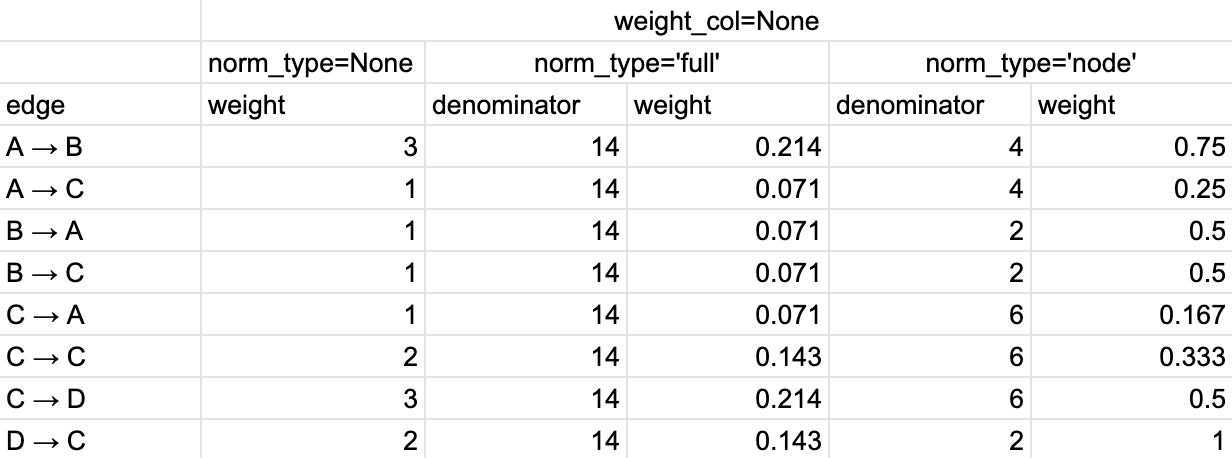 weight_col=None
norm_type=None norm_type='full' norm_type='node'
edge weight denominator weight denominator weight
A → B 3 14 0.214 4 0.75
A → C 1 14 0.071 4 0.25
B → A 1 14 0.071 2 0.5
B → C 1 14 0.071 2 0.5
C → A 1 14 0.071 6 0.167
C → C 2 14 0.143 6 0.333
C → D 3 14 0.214 6 0.5
D → C 2 14 0.143 2 1